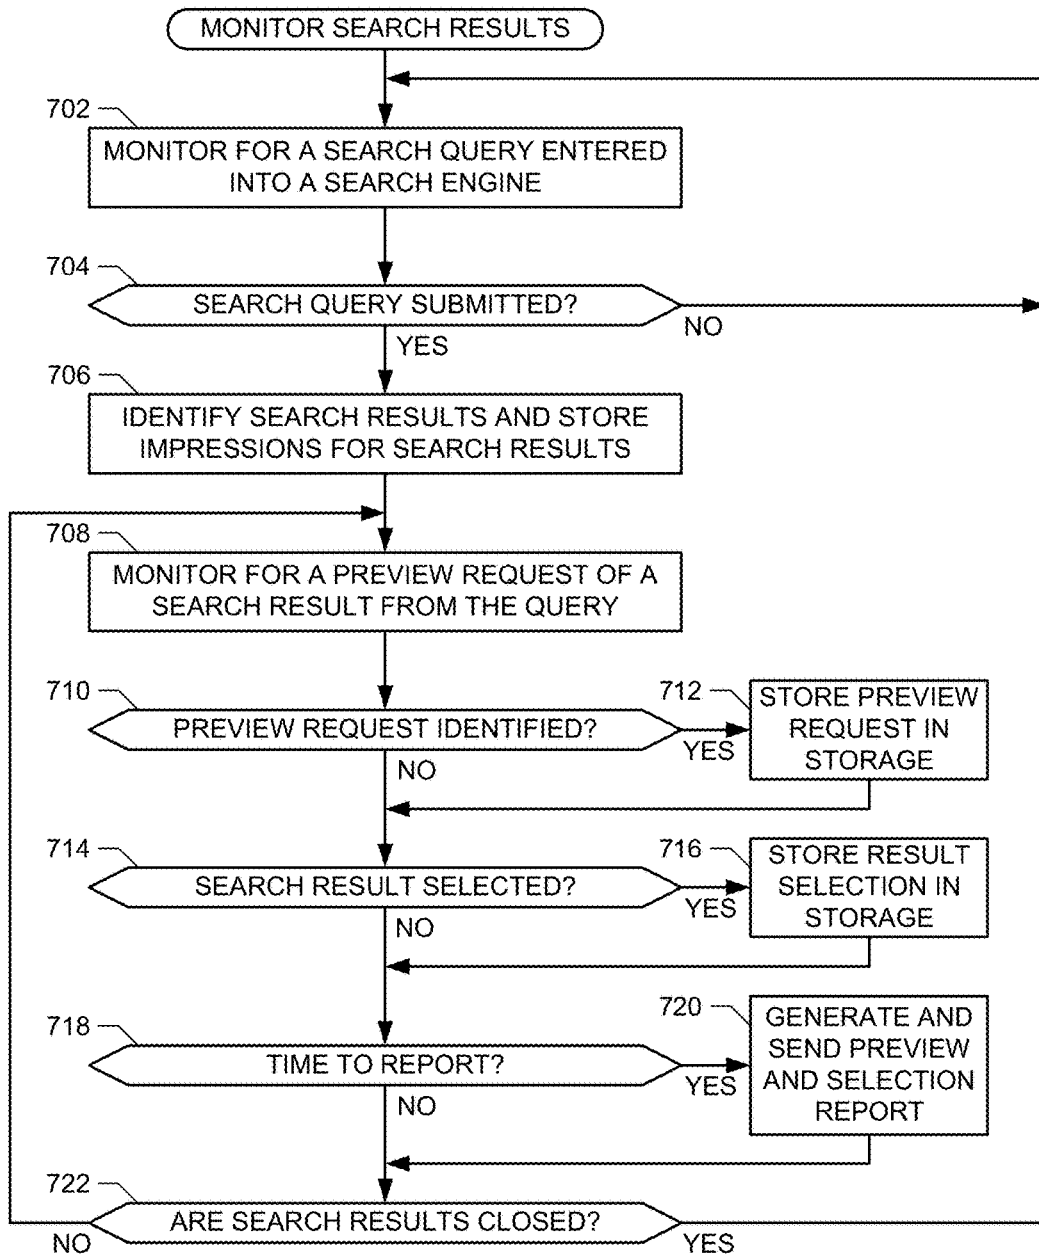 MONITOR SEARCH RESULTS
702
MONITOR FOR A SEARCH QUERY ENTERED
INTO A SEARCH ENGINE
704
SEARCH QUERY SUBMITTED?
NO
YES
706
IDENTIFY SEARCH RESULTS AND STORE
IMPRESSIONS FOR SEARCH RESULTS
708
MONITOR FOR A PREVIEW REQUEST OF A
SEARCH RESULT FROM THE QUERY
710
PREVIEW REQUEST IDENTIFIED?
YES
NO
712
STORE PREVIEW
REQUEST IN
STORAGE
714
SEARCH RESULT SELECTED?
YES
NO
716
STORE RESULT
SELECTION IN
STORAGE
718
TIME TO REPORT?
YES
NO
720
GENERATE AND
SEND PREVIEW
AND SELECTION
REPORT
722
ARE SEARCH RESULTS CLOSED?
NO
YES